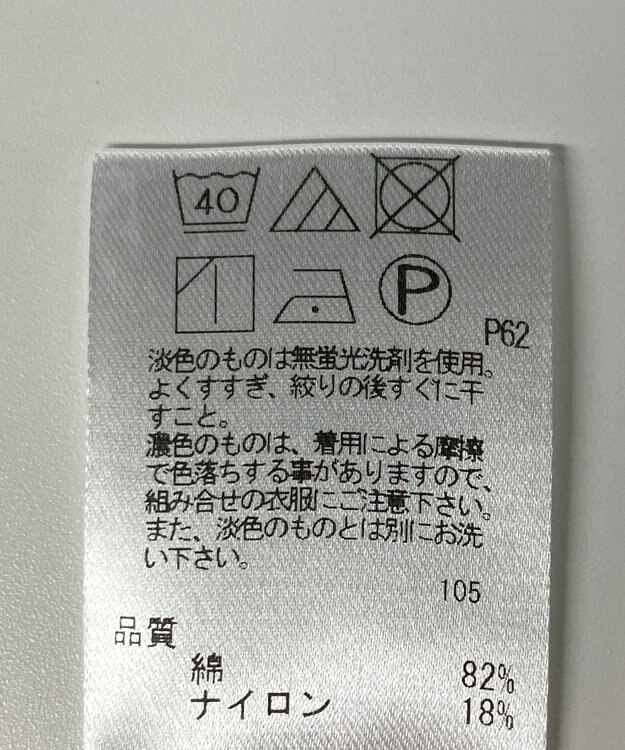 40
P
P62
淡色のものは無蛍光洗剤を使用。
よくすすぎ、絞りの後すぐに干
すこと。
濃色のものは、着用による摩擦
で色落ちする事がありますので、
組み合せの衣服にご注意下さい。
また、淡色のものとは別にお洗
い下さい。
105
品質
綿 82%
ナイロン 18%